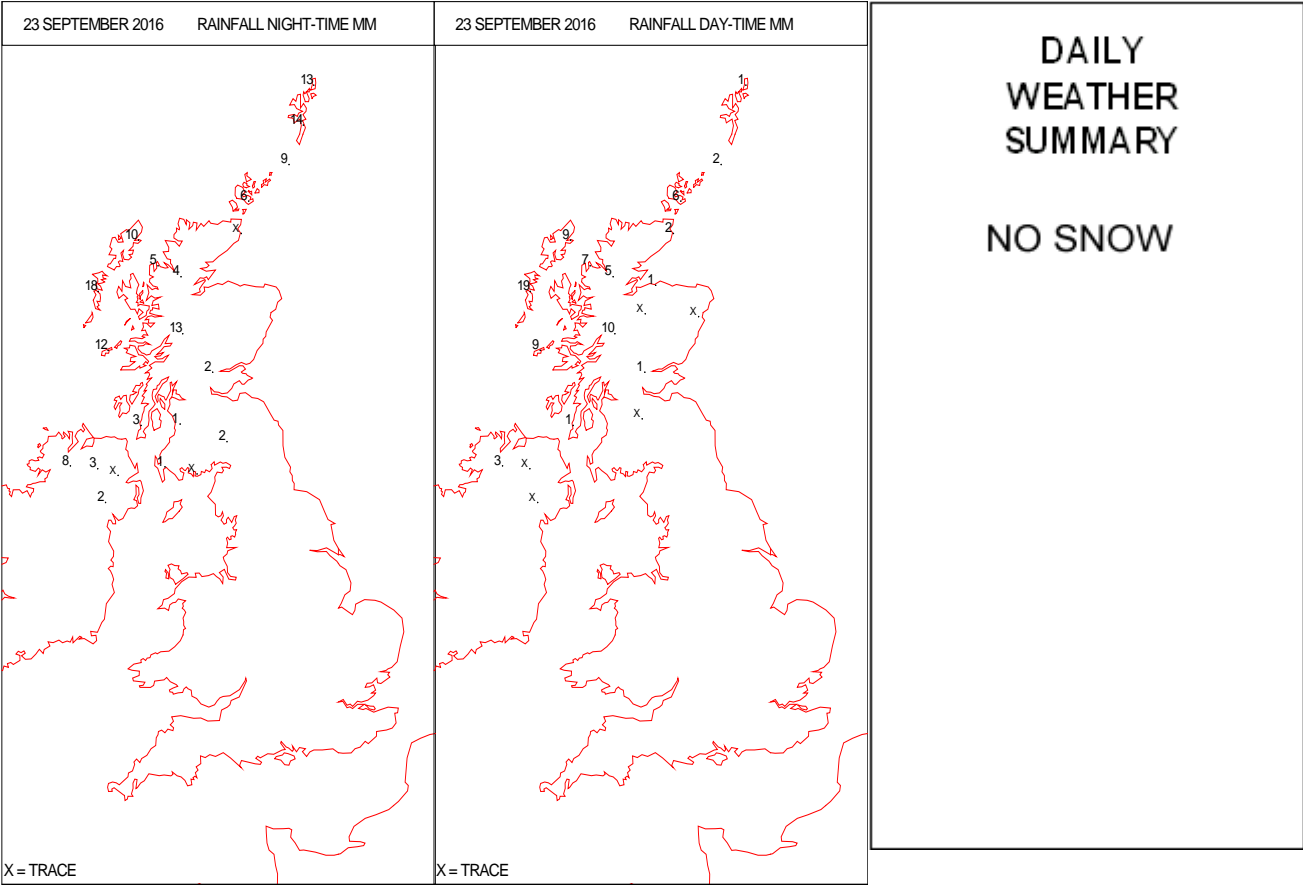 23 SEPTEMBER 2016 RAINFALL NIGHT-TIME MM
13
14.
9.
6.
X.
10.
5.
4.
18.
13.
12.
2.
3.
1.
2.
8.
3.
X.
1.
X.
2.
X = TRACE
23 SEPTEMBER 2016 RAINFALL DAY-TIME MM
1.
2.
6.
2.
9.
7.
5.
1.
19.
X.
X.
10.
9.
1.
X.
1.
3.
X.
X.
X = TRACE
DAILY
WEATHER
SUMMARY
NO SNOW